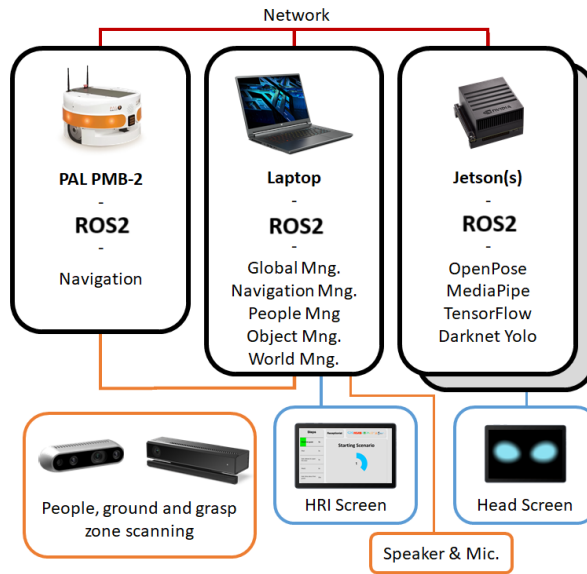 Network
PAL PMB-2
-
ROS2
-
Navigation
Laptop
-
ROS2
-
Global Mng.
Navigation Mng.
People Mng
Object Mng.
World Mng.
Jetson(s)
-
ROS2
-
OpenPose
MediaPipe
TensorFlow
Darknet Yolo
People, ground and grasp
zone scanning
Steps
Starting Scenario
HRI Screen
Head Screen
Speaker & Mic.